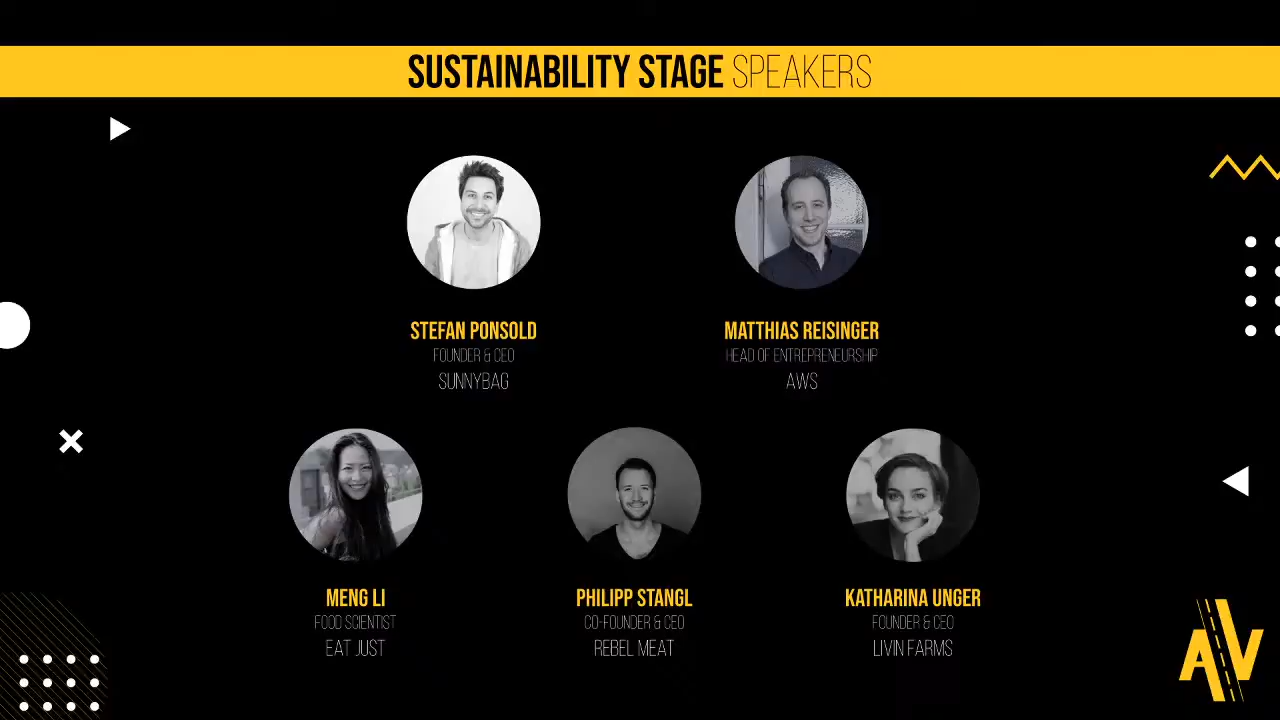 SUSTAINABILITY STAGE SPEAKERS
STEFAN PONSOLD
FOUNDER & CEO
SUNNYBAG
MATTHIAS REISINGER
HEAD OF ENTREPRENEURSHIP
AWS
MENG LI
FOOD SCIENTIST
EAT JUST
PHILIPP STANGL
CO-FOUNDER & CEO
REBEL MEAT
KATHARINA UNGER
FOUNDER & CEO
LIVIN FARMS
AV